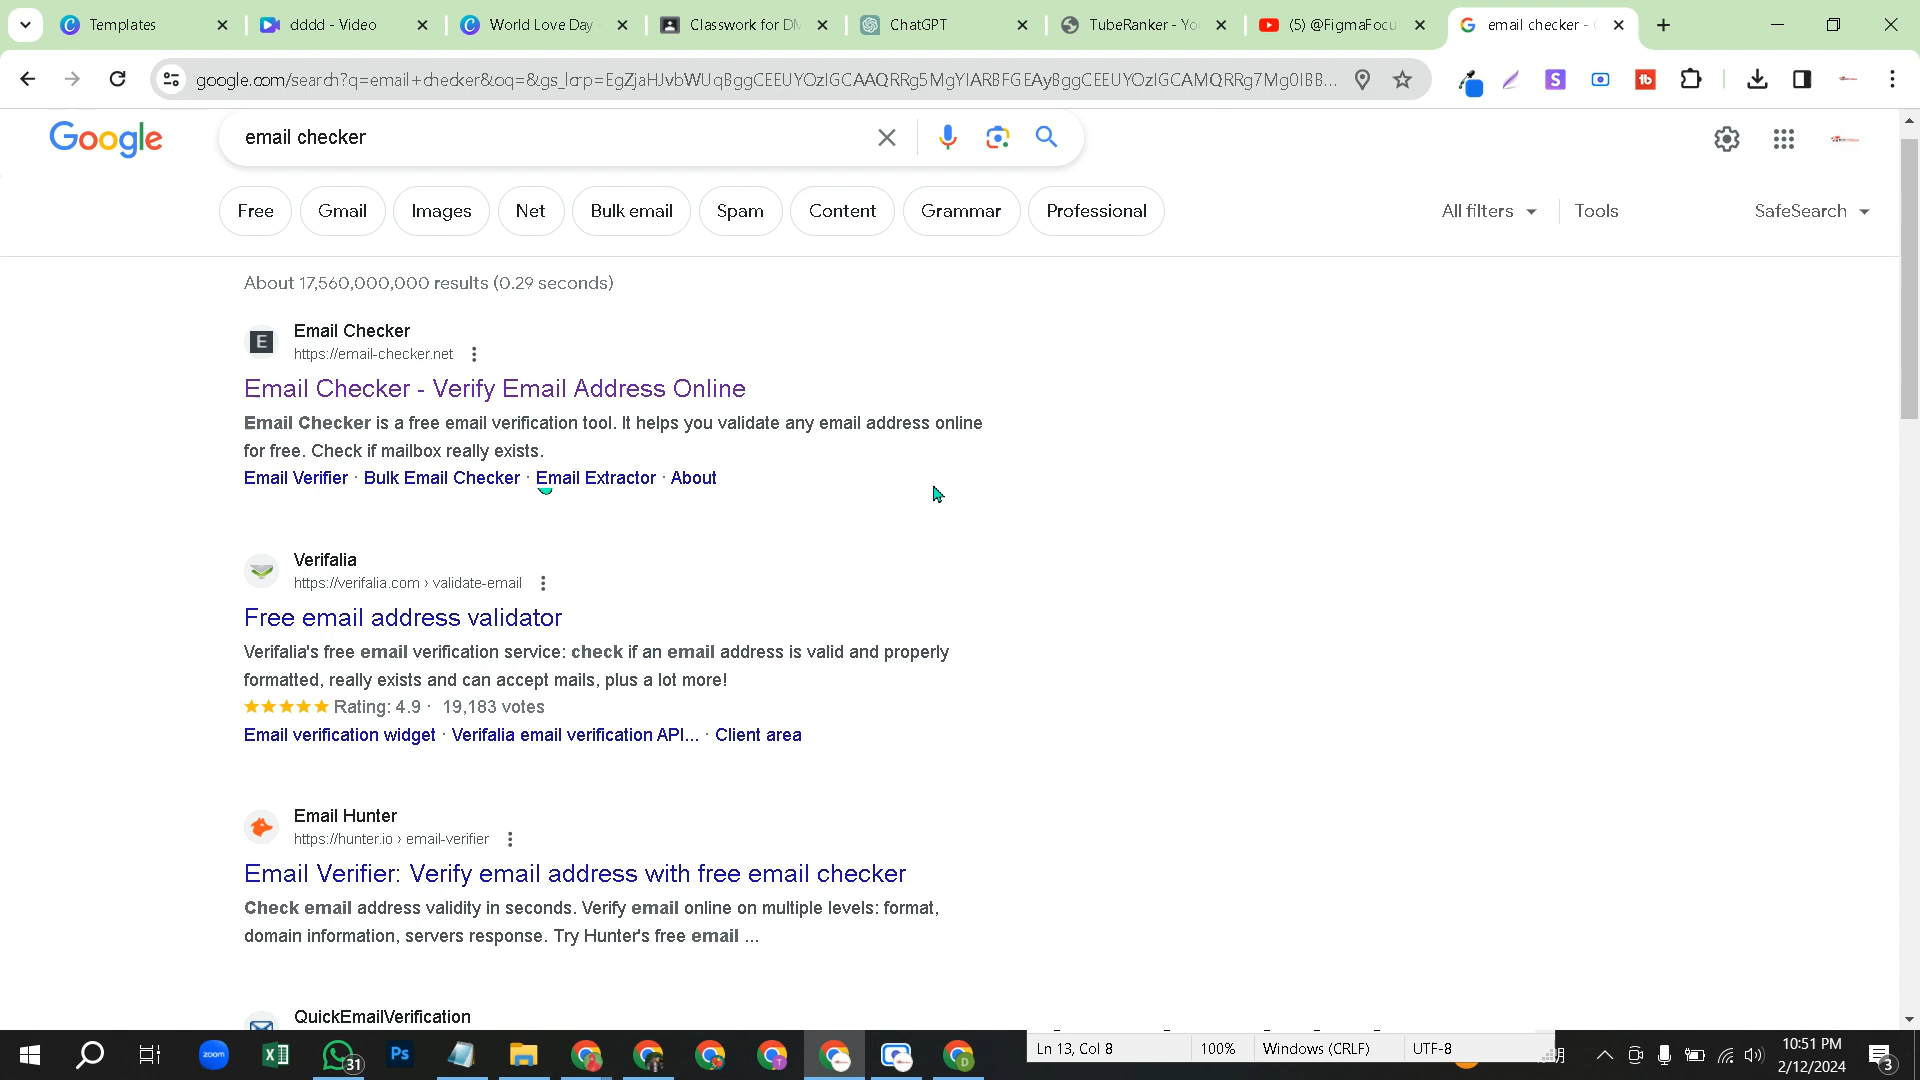 Templates
dddd - Video
World Love Day
Classwork for DM
ChatGPT
TubeRanker - Yo
(5) @FigmaFocu
email checker -
Google
email checker
Free
Gmail
Images
Net
Bulk email
Spam
Content
Grammar
Professional
All filters
Tools
SafeSearch
About 17,560,000,000 results (0.29 seconds)
E
Email Checker
https://email-checker.net
Email Checker - Verify Email Address Online
Email Checker is a free email verification tool. It helps you validate any email address online
for free. Check if mailbox really exists.
Email Verifier · Bulk Email Checker · Email Extractor · About
Verifalia
https://verifalia.com › validate-email
Free email address validator
Verifalia's free email verification service: check if an email address is valid and properly
formatted, really exists and can accept mails, plus a lot more!
Rating: 4.9 · 19,183 votes
Email verification widget · Verifalia email verification API... · Client area
Email Hunter
https://hunter.io › email-verifier
Email Verifier: Verify email address with free email checker
Check email address validity in seconds. Verify email online on multiple levels: format,
domain information, servers response. Try Hunter's free email ...
QuickEmailVerification
zoom
31
Ps
Ln 13, Col 8
100%
Windows (CRLF)
UTF-8
10:51 PM
2/12/2024
3